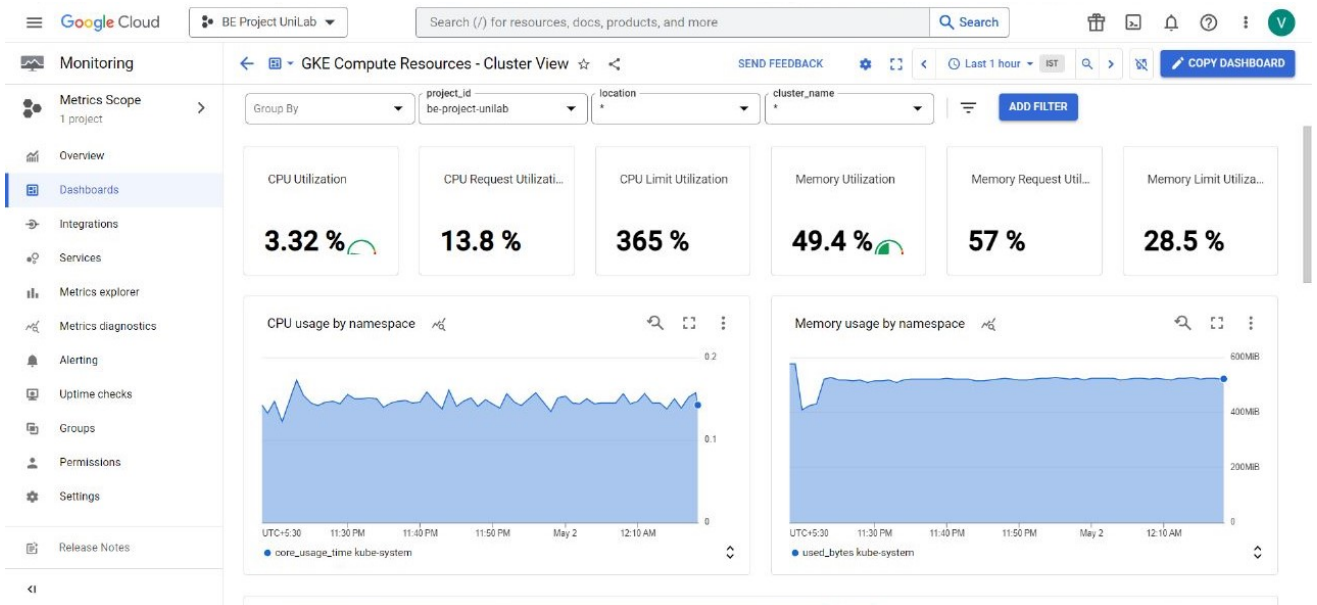 Google Cloud
BE Project UniLab
Search (/) for resources, docs, products, and more
Search
V
Monitoring
GKE Compute Resources - Cluster View
SEND FEEDBACK
Last 1 hour
IST
COPY DASHBOARD
Metrics Scope
1 project
Group By
project_id
be-project-unilab
location
*
cluster_name
*
ADD FILTER
Overview
Dashboards
Integrations
Services
Metrics explorer
Metrics diagnostics
Alerting
Uptime checks
Groups
Permissions
Settings
Release Notes
CPU Utilization
3.32 %
CPU Request Utilizati...
13.8 %
CPU Limit Utilization
365 %
Memory Utilization
49.4 %
Memory Request Util...
57 %
Memory Limit Utiliza...
28.5 %
CPU usage by namespace
0.2
0.1
0
UTC+5:30 11:30 PM 11:40 PM 11:50 PM May 2 12:10 AM
core_usage_time kube-system
Memory usage by namespace
600MiB
400MiB
200MiB
0
UTC+5:30 11:30 PM 11:40 PM 11:50 PM May 2 12:10 AM
used_bytes kube-system